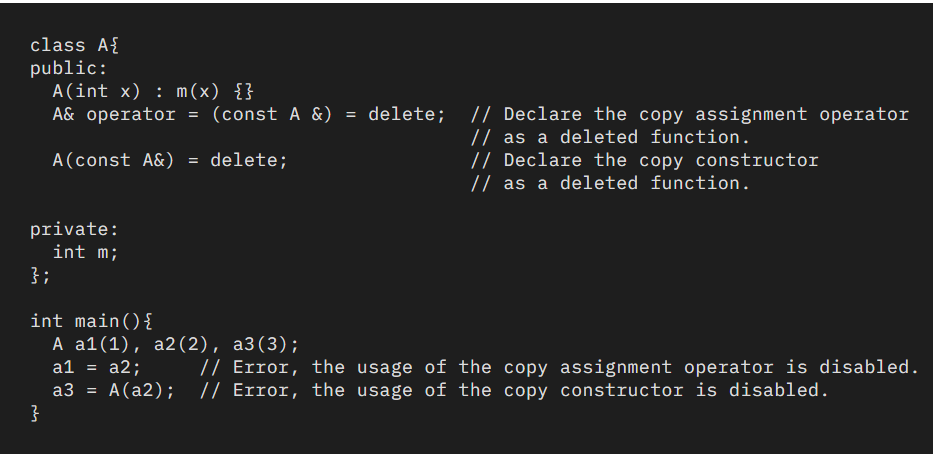 class A{
public:
  A(int x) : m(x) {}
  A& operator = (const A &) = delete;  // Declare the copy assignment operator
                                       // as a deleted function.
  A(const A&) = delete;                // Declare the copy constructor
                                       // as a deleted function.

private:
  int m;
};

int main(){
  A a1(1), a2(2), a3(3);
  a1 = a2;     // Error, the usage of the copy assignment operator is disabled.
  a3 = A(a2);  // Error, the usage of the copy constructor is disabled.
}